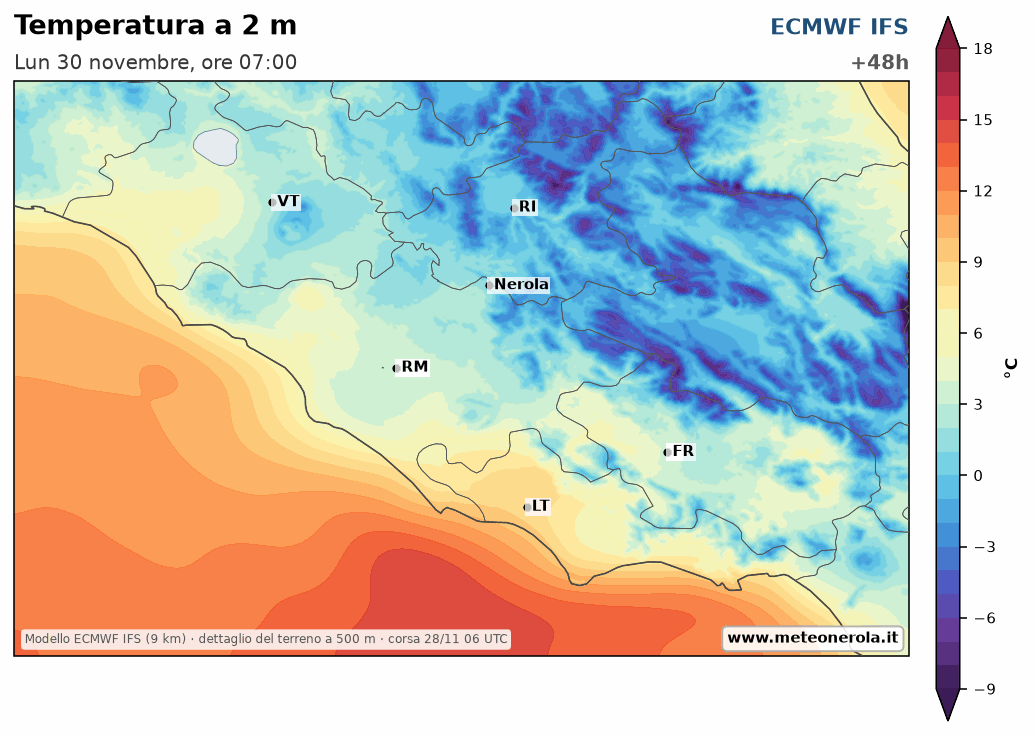 Temperatura a 2 m
ECMWF IFS
Lun 30 novembre, ore 07:00
+48h
VT
RI
Nerola
RM
FR
LT
Modello ECMWF IFS (9 km) · dettaglio del terreno a 500 m · corsa 28/11 06 UTC
www.meteonerola.it
18
15
12
9
6
3
0
−3
−6
−9
°C